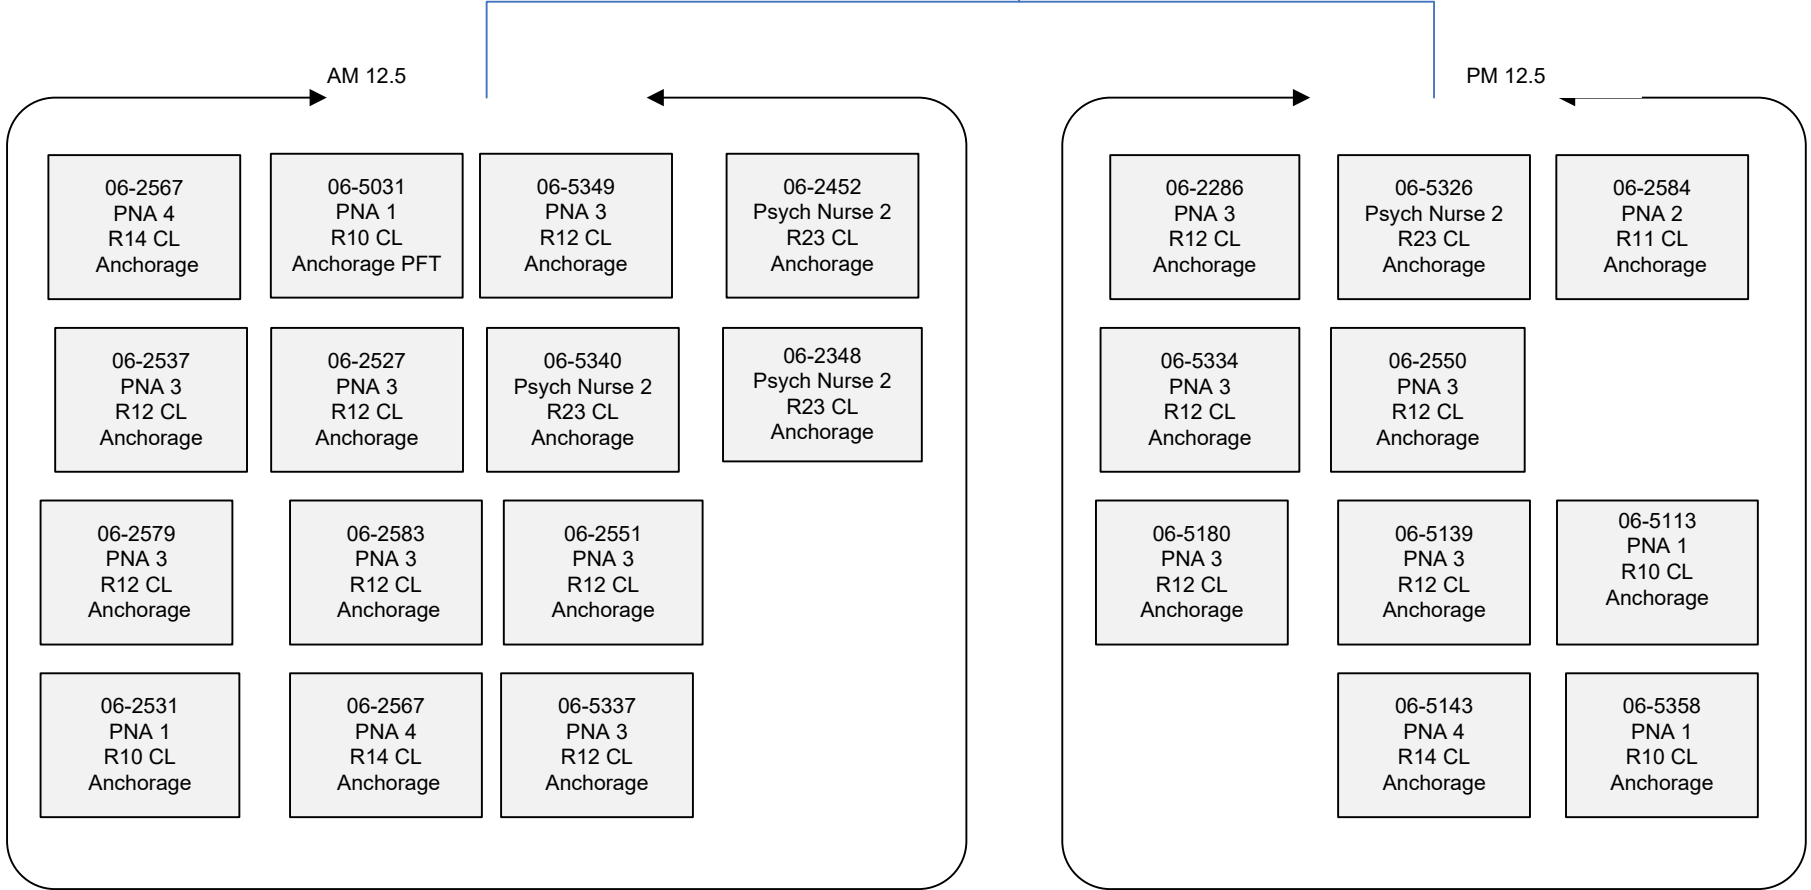 AM 12.5
06-2567
PNA 4
R14 CL
Anchorage
06-5031
PNA 1
R10 CL
Anchorage PFT
06-5349
PNA 3
R12 CL
Anchorage
06-2452
Psych Nurse 2
R23 CL
Anchorage
06-2537
PNA 3
R12 CL
Anchorage
06-2527
PNA 3
R12 CL
Anchorage
06-5340
Psych Nurse 2
R23 CL
Anchorage
06-2348
Psych Nurse 2
R23 CL
Anchorage
06-2579
PNA 3
R12 CL
Anchorage
06-2583
PNA 3
R12 CL
Anchorage
06-2551
PNA 3
R12 CL
Anchorage
06-2531
PNA 1
R10 CL
Anchorage
06-2567
PNA 4
R14 CL
Anchorage
06-5337
PNA 3
R12 CL
Anchorage
PM 12.5
06-2286
PNA 3
R12 CL
Anchorage
06-5326
Psych Nurse 2
R23 CL
Anchorage
06-2584
PNA 2
R11 CL
Anchorage
06-5334
PNA 3
R12 CL
Anchorage
06-2550
PNA 3
R12 CL
Anchorage
06-5180
PNA 3
R12 CL
Anchorage
06-5139
PNA 3
R12 CL
Anchorage
06-5113
PNA 1
R10 CL
Anchorage
06-5143
PNA 4
R14 CL
Anchorage
06-5358
PNA 1
R10 CL
Anchorage